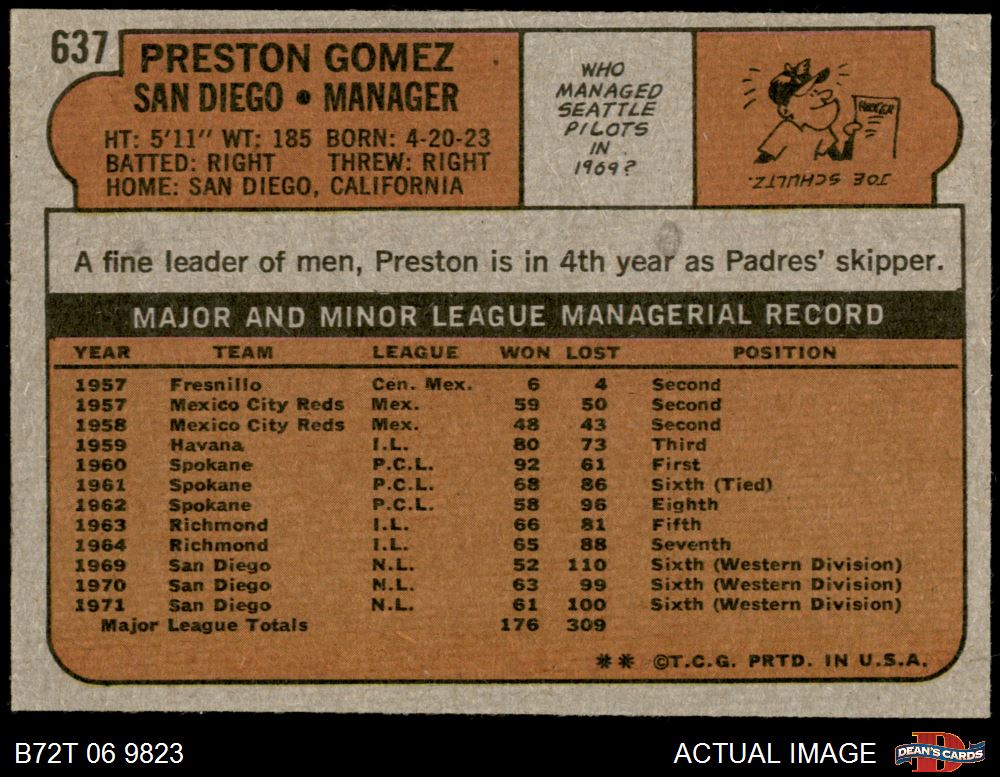 637
PRESTON GOMEZ
SAN DIEGO • MANAGER
HT: 5'11" WT: 185 BORN: 4-20-23
BATTED: RIGHT THREW: RIGHT
HOME: SAN DIEGO, CALIFORNIA
WHO
MANAGED
SEATTLE
PILOTS
IN
1969?
JOE SCHULTZ.
A fine leader of men, Preston is in 4th year as Padres' skipper.
MAJOR AND MINOR LEAGUE MANAGERIAL RECORD
YEAR TEAM LEAGUE WON LOST POSITION
1957 Fresnillo Cen. Mex. 6 4 Second
1957 Mexico City Reds Mex. 59 50 Second
1958 Mexico City Reds Mex. 48 43 Second
1959 Havana I.L. 80 73 Third
1960 Spokane P.C.L. 92 61 First
1961 Spokane P.C.L. 68 86 Sixth (Tied)
1962 Spokane P.C.L. 58 96 Eighth
1963 Richmond I.L. 66 81 Fifth
1964 Richmond I.L. 65 88 Seventh
1969 San Diego N.L. 52 110 Sixth (Western Division)
1970 San Diego N.L. 63 99 Sixth (Western Division)
1971 San Diego N.L. 61 100 Sixth (Western Division)
Major League Totals 176 309
** ©T.C.G. PRTD. IN U.S.A.
B72T 06 9823
ACTUAL IMAGE
D
DEAN'S CARDS